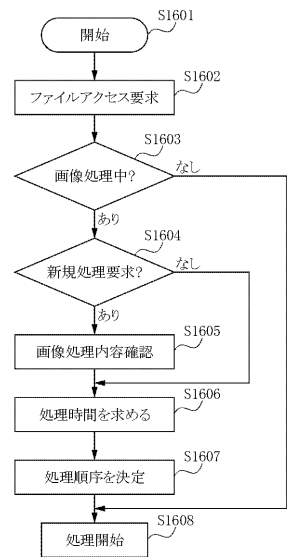 S1601
開始
S1602
ファイルアクセス要求
S1603
画像処理中?
なし
あり
S1604
新規処理要求?
なし
あり
S1605
画像処理内容確認
S1606
処理時間を求める
S1607
処理順序を決定
S1608
処理開始